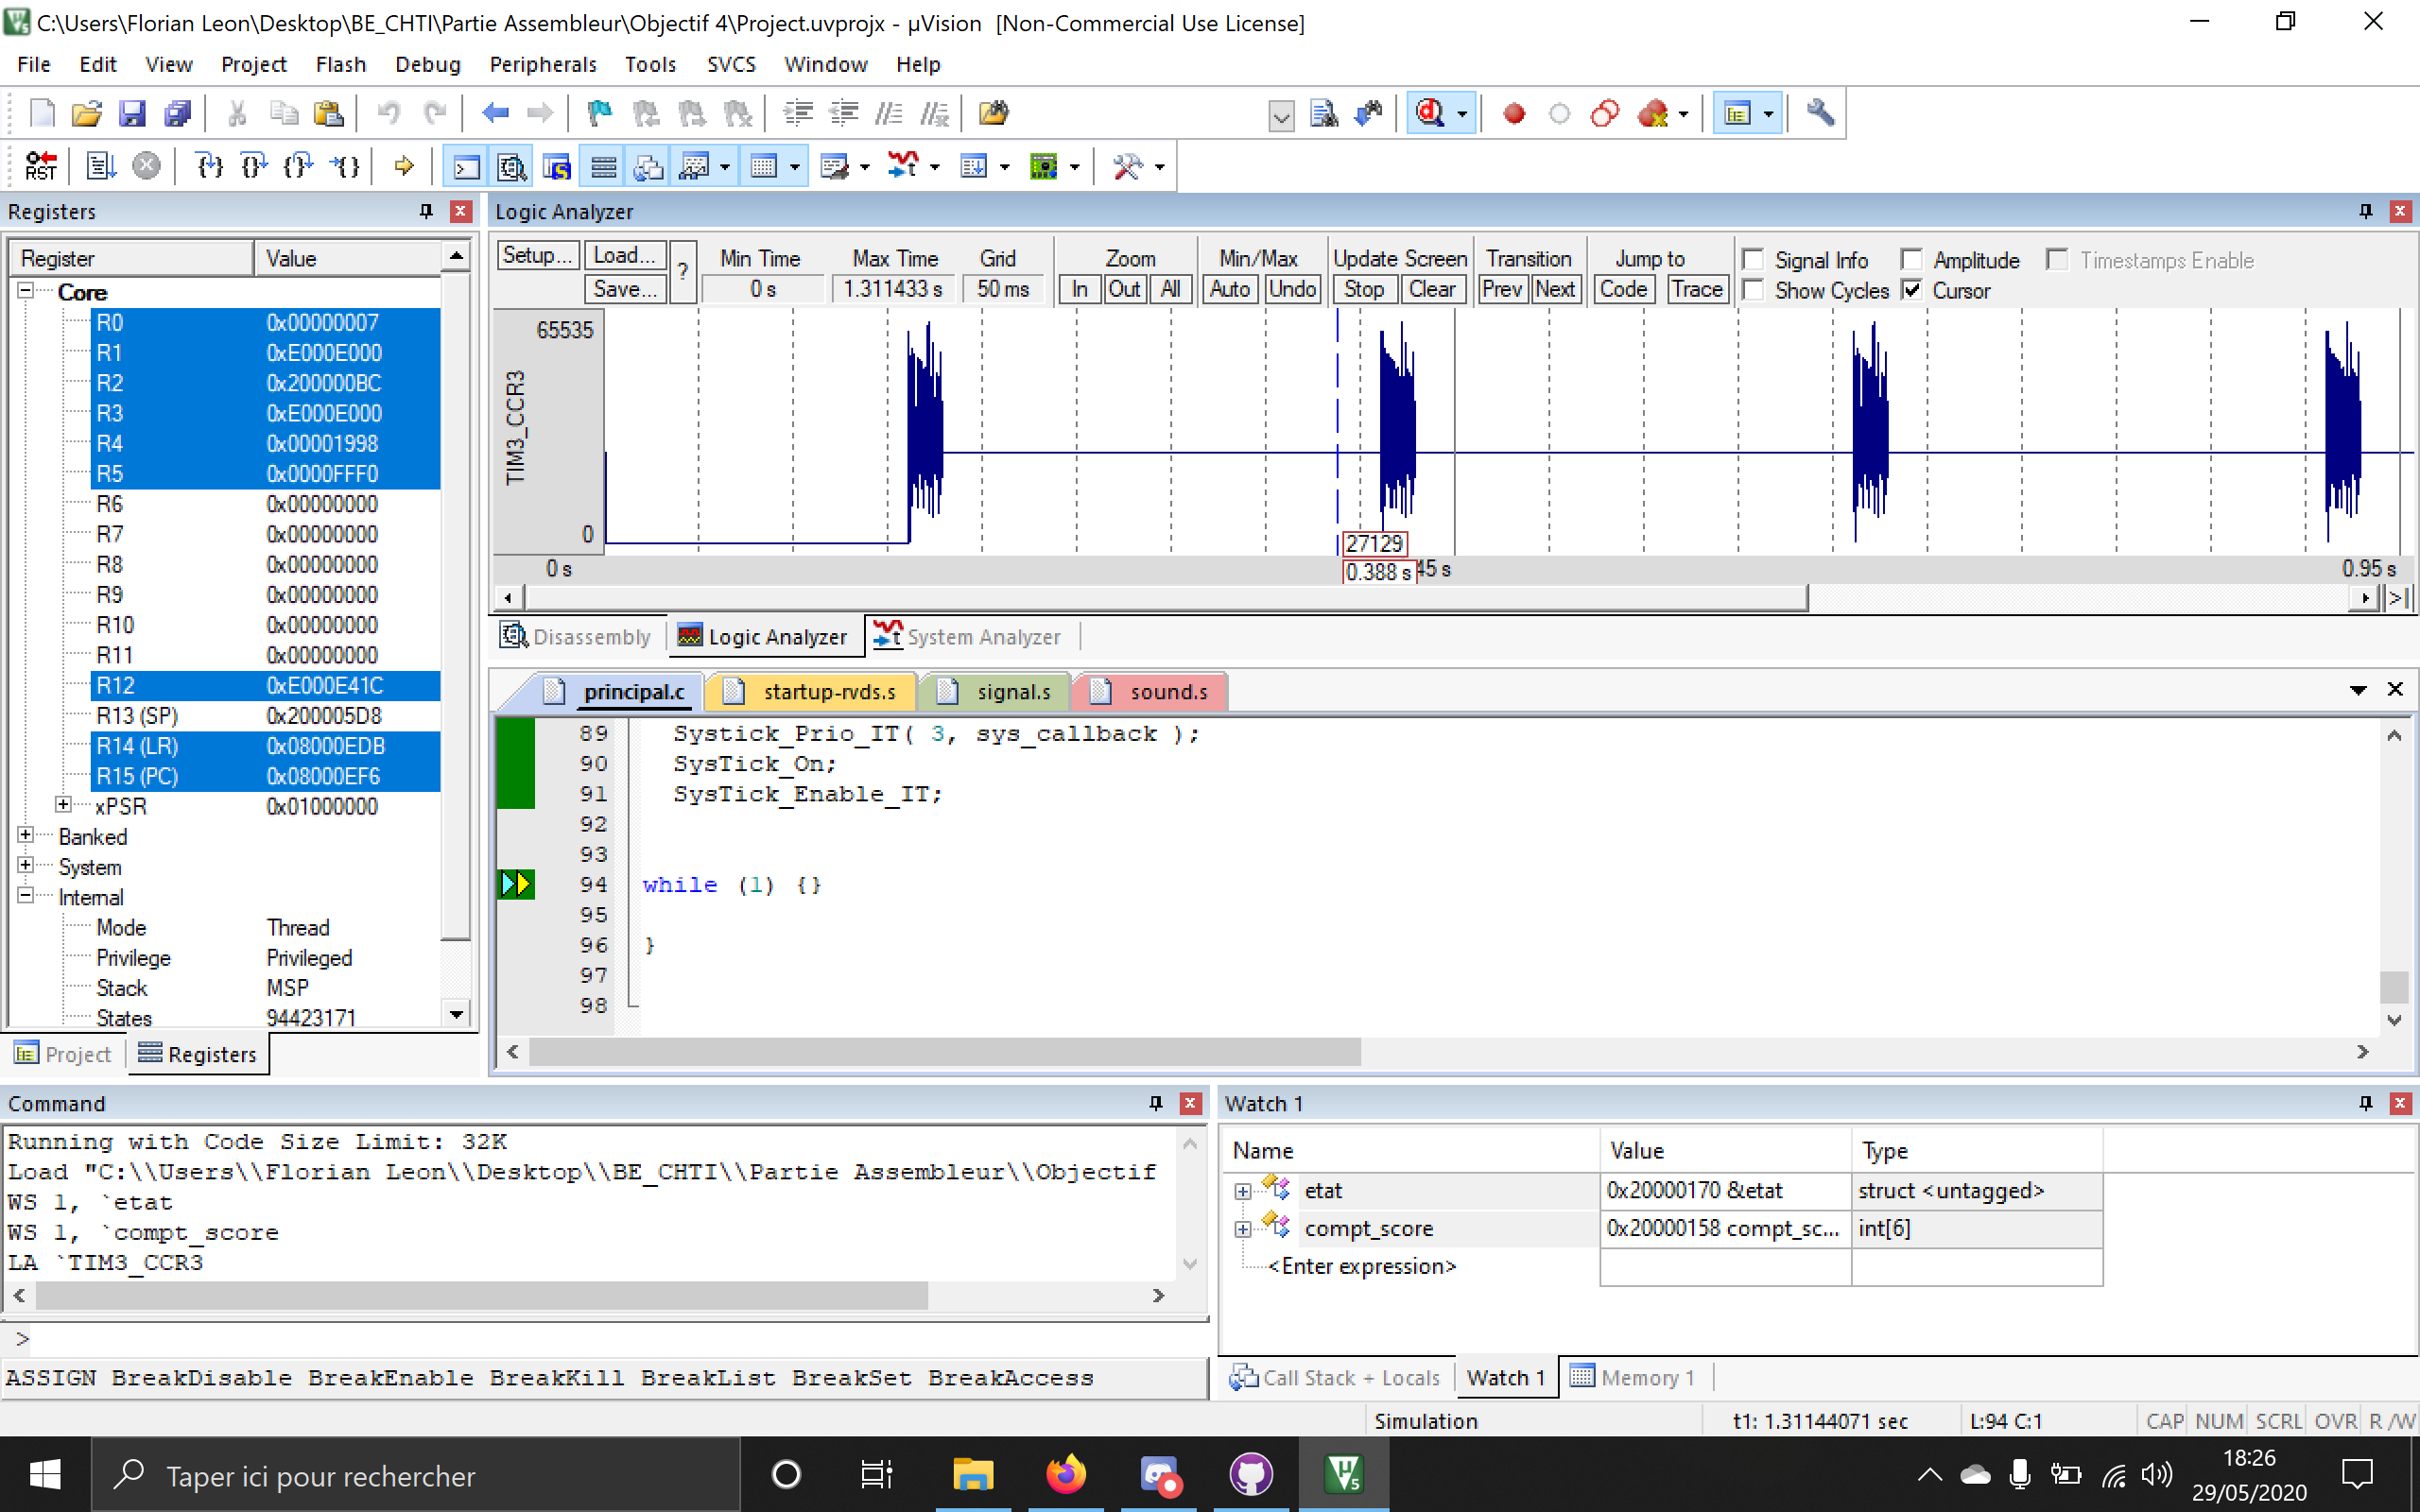 C:\Users\Florian Leon\Desktop\BE_CHTI\Partie Assembleur\Objectif 4\Project.uvprojx - µVision [Non-Commercial Use License]
File Edit View Project Flash Debug Peripherals Tools SVCS Window Help
RST
Registers
Register Value
Core
R0 0x00000007
R1 0xE000E000
R2 0x200000BC
R3 0xE000E000
R4 0x00001998
R5 0x0000FFF0
R6 0x00000000
R7 0x00000000
R8 0x00000000
R9 0x00000000
R10 0x00000000
R11 0x00000000
R12 0xE000E41C
R13 (SP) 0x200005D8
R14 (LR) 0x08000EDB
R15 (PC) 0x08000EF6
xPSR 0x01000000
Banked
System
Internal
Mode Thread
Privilege Privileged
Stack MSP
States 94423171
Project Registers
Logic Analyzer
Setup... Load... ? Min Time Max Time Grid Zoom Min/Max Update Screen Transition Jump to Signal Info Amplitude Timestamps Enable
Save... 0 s 1.311433 s 50 ms In Out All Auto Undo Stop Clear Prev Next Code Trace Show Cycles Cursor
TIM3_CCR3
65535
0
27129
0 s 0.388 s 45 s 0.95 s
Disassembly Logic Analyzer System Analyzer
principal.c startup-rvds.s signal.s sound.s
89 Systick_Prio_IT( 3, sys_callback );
90 SysTick_On;
91 SysTick_Enable_IT;
92
93
94 while (1) {}
95
96 }
97
98
Command
Running with Code Size Limit: 32K
Load "C:\\Users\\Florian Leon\\Desktop\\BE_CHTI\\Partie Assembleur\\Objectif
WS 1, `etat
WS 1, `compt_score
LA `TIM3_CCR3
>
ASSIGN BreakDisable BreakEnable BreakKill BreakList BreakSet BreakAccess
Watch 1
Name Value Type
etat 0x20000170 &etat struct <untagged>
compt_score 0x20000158 compt_sc... int[6]
<Enter expression>
Call Stack + Locals Watch 1 Memory 1
Simulation t1: 1.31144071 sec L:94 C:1 CAP NUM SCRL OVR R/W
Taper ici pour rechercher
18:26
29/05/2020